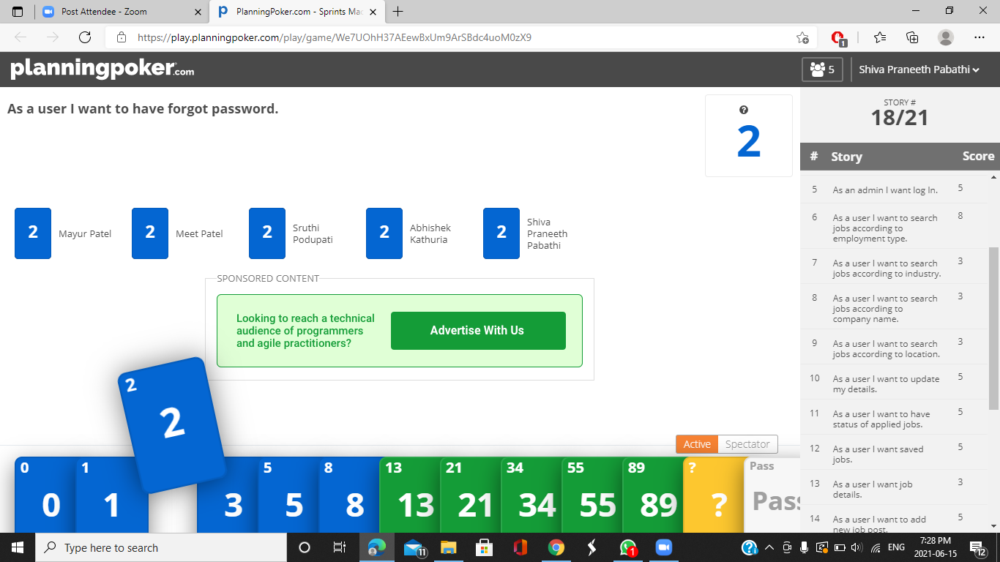 Post Attendee - Zoom
PlanningPoker.com - Sprints Mad
https://play.planningpoker.com/play/game/We7UOhH37AEewBxUm9ArSBdc4uoM0zX9
1
planningpoker.com
5
Shiva Praneeth Pabathi
As a user I want to have forgot password.
?
2
STORY #
18/21
# Story Score
5 As an admin I want log In. 5
6 As a user I want to search 8
jobs according to
employment type.
7 As a user I want to search 3
jobs according to industry.
8 As a user I want to search 3
jobs according to
company name.
9 As a user I want to search 3
jobs according to location.
10 As a user I want to update 5
my details.
11 As a user I want to have 5
status of applied jobs.
12 As a user I want saved 5
jobs.
13 As a user I want job 3
details.
14 As a user I want to add 5
new job post.
2 Mayur Patel
2 Meet Patel
2 Sruthi
Podupati
2 Abhishek
Kathuria
2 Shiva
Praneeth
Pabathi
SPONSORED CONTENT
Looking to reach a technical
audience of programmers
and agile practitioners?
Advertise With Us
Active Spectator
0
0
1
1
2
2
3
5
5
8
8
13
13
21
21
34
34
55
55
89
89
?
?
Pass
Pass
Type here to search
11
1
?
ENG
7:28 PM
2021-06-15
12